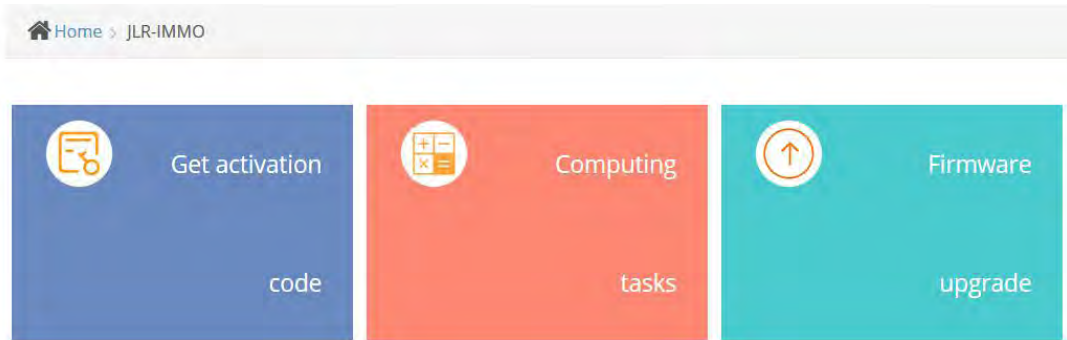 Home > JLR-IMMO
Get activation
code
Computing
tasks
Firmware
upgrade